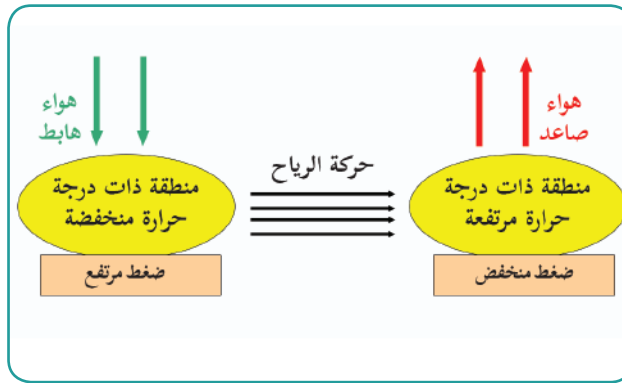 هواء
صاعد
هواء
هابط
حركة الرياح
منطقة ذات درجة
حرارة مرتفعة
منطقة ذات درجة
حرارة منخفضة
ضغط منخفض
ضغط مرتفع